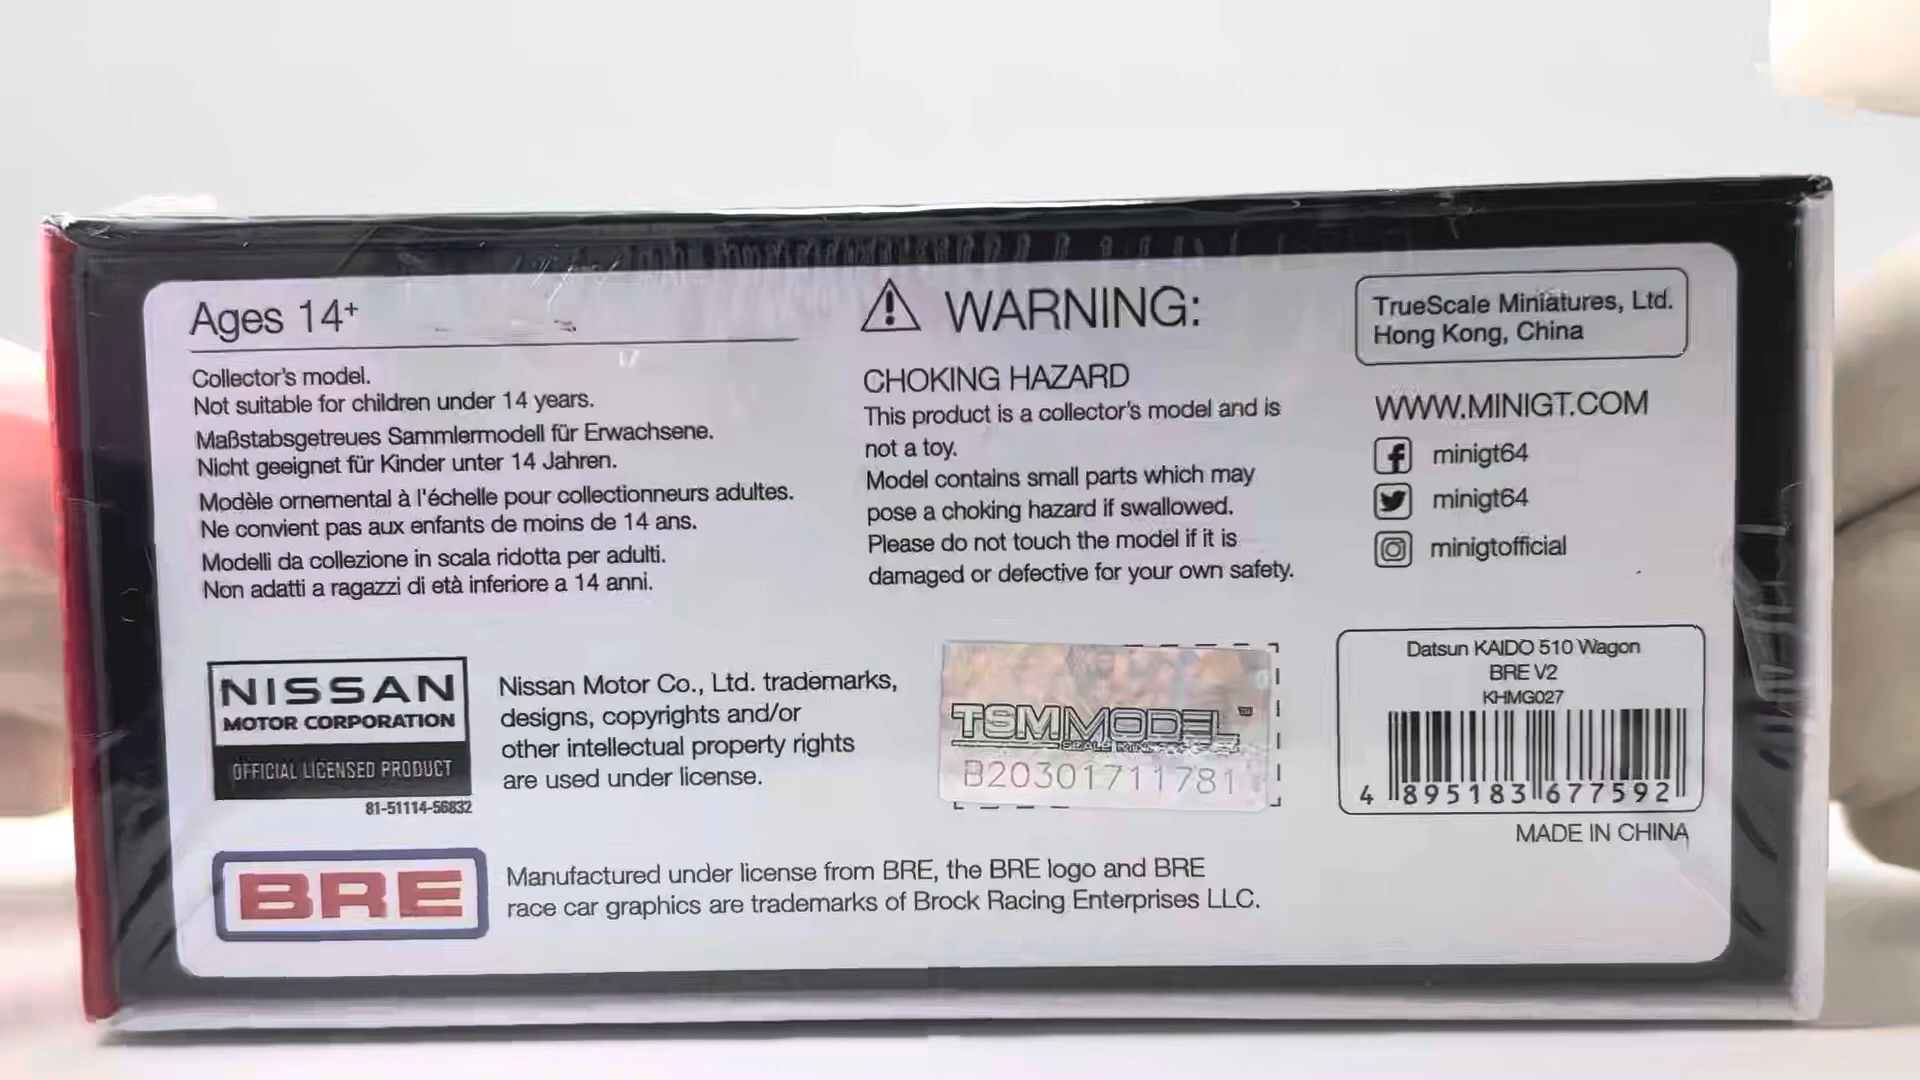 Ages 14+
Collector's model.
Not suitable for children under 14 years.
Maßstabsgetreues Sammlermodell für Erwachsene.
Nicht geeignet für Kinder unter 14 Jahren.
Modèle ornemental à l'échelle pour collectionneurs adultes.
Ne convient pas aux enfants de moins de 14 ans.
Modelli da collezione in scala ridotta per adulti.
Non adatti a ragazzi di età inferiore a 14 anni.
WARNING:
CHOKING HAZARD
This product is a collector's model and is
not a toy.
Model contains small parts which may
pose a choking hazard if swallowed.
Please do not touch the model if it is
damaged or defective for your own safety.
TrueScale Miniatures, Ltd.
Hong Kong, China
WWW.MINIGT.COM
minigt64
minigt64
minigtofficial
NISSAN
MOTOR CORPORATION
OFFICIAL LICENSED PRODUCT
81-51114-56832
Nissan Motor Co., Ltd. trademarks,
designs, copyrights and/or
other intellectual property rights
are used under license.
TSMMODEL™
B20301711781
Datsun KAIDO 510 Wagon
BRE V2
KHMG027
4 895183 677592
MADE IN CHINA
BRE
Manufactured under license from BRE, the BRE logo and BRE
race car graphics are trademarks of Brock Racing Enterprises LLC.